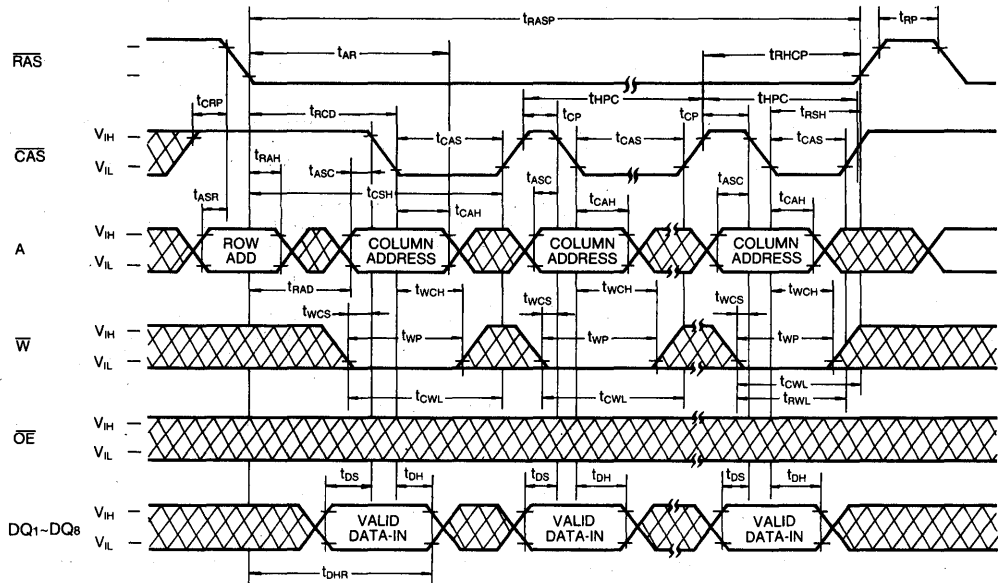 tRASP
tRP
tAR
tRHCP
RAS
tCRP
tRCD
tHPC
tHPC
tCP
tCP
tRSH
VIH
CAS
VIL
tCAS
tCAS
tCAS
tRAH
tASC
tCSH
tASC
tASC
tASR
tCAH
tCAH
tCAH
A
VIH
VIL
ROW
ADD
COLUMN
ADDRESS
COLUMN
ADDRESS
COLUMN
ADDRESS
tRAD
tWCH
tWCH
tWCH
tWCS
tWCS
tWCS
W
VIH
VIL
tWP
tWP
tWP
tCWL
tCWL
tCWL
tRWL
OE
VIH
VIL
tDS
tDH
tDS
tDH
tDS
tDH
DQ1~DQ8
VIH
VIL
VALID
DATA-IN
VALID
DATA-IN
VALID
DATA-IN
tDHR